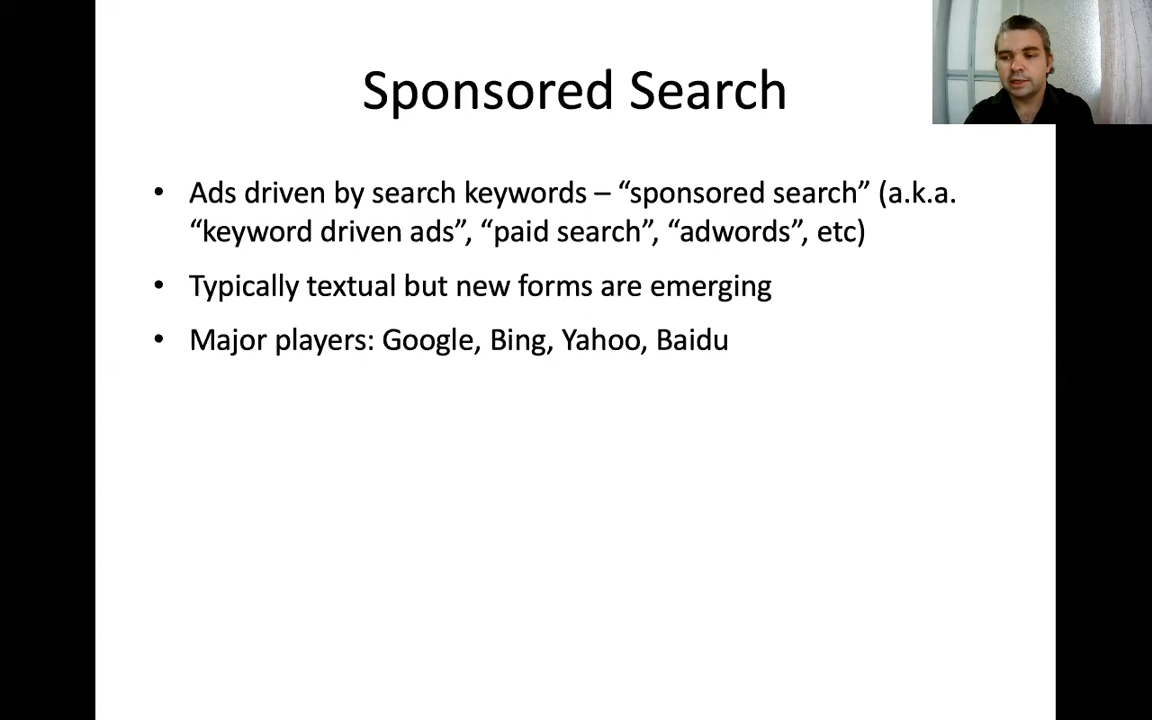 Sponsored Search
• Ads driven by search keywords – “sponsored search” (a.k.a.
“keyword driven ads”, “paid search”, “adwords”, etc)
• Typically textual but new forms are emerging
• Major players: Google, Bing, Yahoo, Baidu